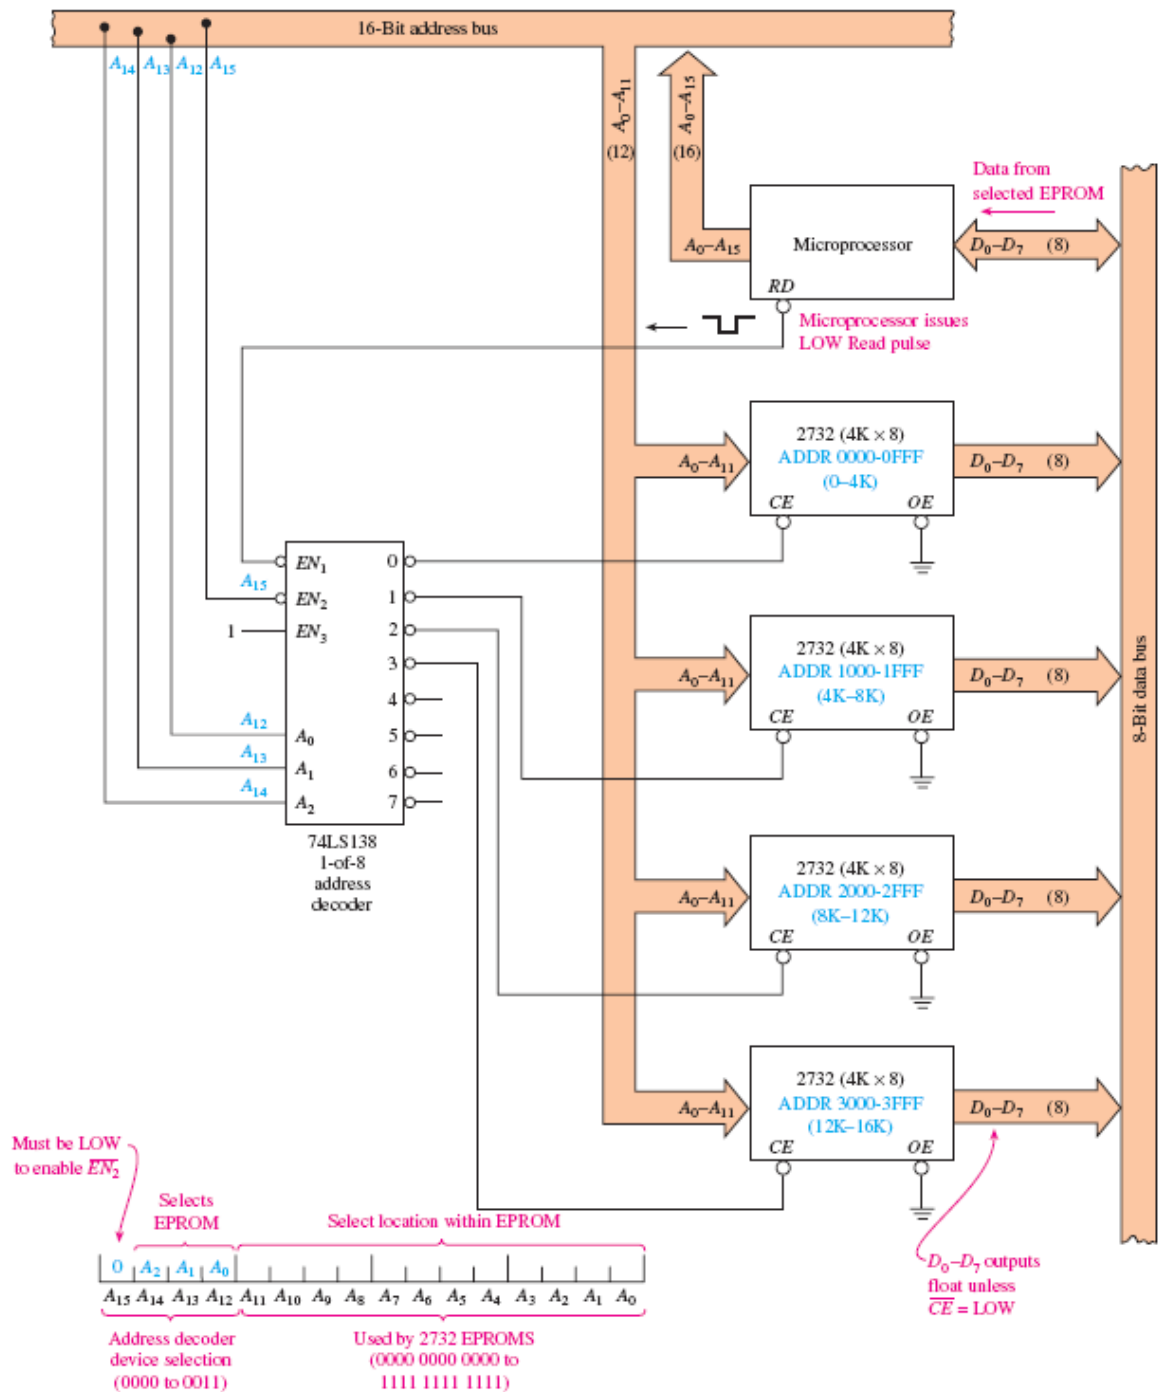 16-Bit address bus
A14 A13 A12 A15
A0–A11
(12)
A0–A15
(16)
Data from
selected EPROM
Microprocessor
A0–A15
D0–D7 (8)
RD
Microprocessor issues
LOW Read pulse
2732 (4K × 8)
ADDR 0000-0FFF
(0–4K)
A0–A11
D0–D7 (8)
CE
OE
EN1
0
A15
EN2
1
1
EN3
2
3
4
A12
A0
5
A13
A1
6
A14
A2
7
74LS138
1-of-8
address
decoder
2732 (4K × 8)
ADDR 1000-1FFF
(4K–8K)
A0–A11
D0–D7 (8)
CE
OE
8-Bit data bus
2732 (4K × 8)
ADDR 2000-2FFF
(8K–12K)
A0–A11
D0–D7 (8)
CE
OE
2732 (4K × 8)
ADDR 3000-3FFF
(12K–16K)
A0–A11
D0–D7 (8)
CE
OE
Must be LOW
to enable E̅N̅2̅
Selects
EPROM
Select location within EPROM
0 A2 A1 A0
A15 A14 A13 A12 A11 A10 A9 A8 A7 A6 A5 A4 A3 A2 A1 A0
Address decoder
device selection
(0000 to 0011)
Used by 2732 EPROMS
(0000 0000 0000 to
1111 1111 1111)
D0–D7 outputs
float unless
C̅E̅ = LOW